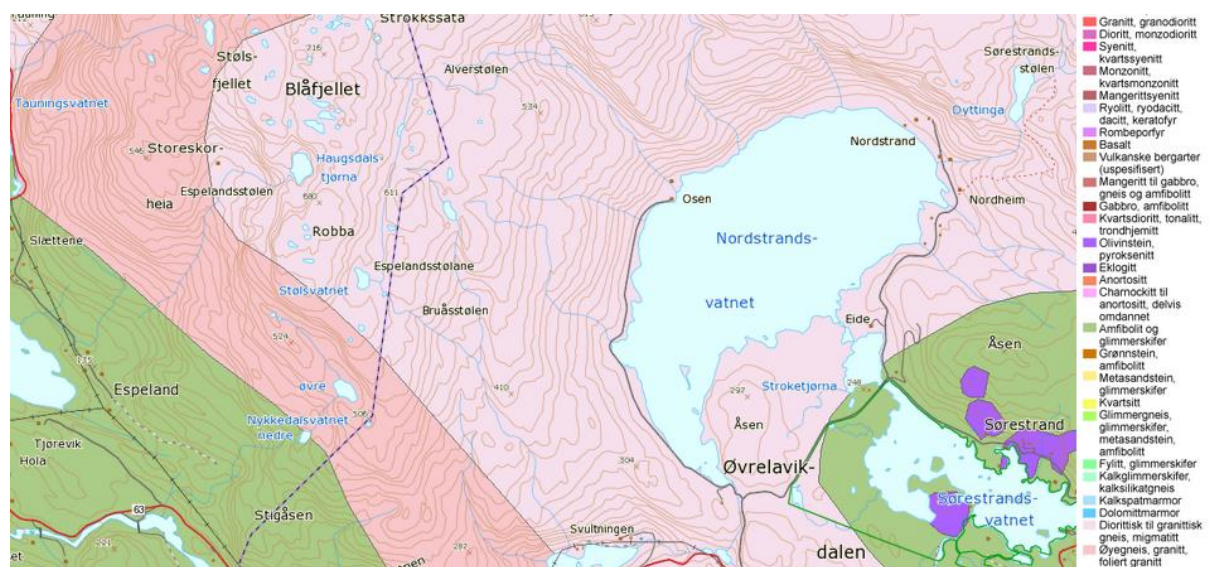 Strokkssata
216
Støls-
fjellet
Blåfjellet
Alverstølen
534
Sørestrands-
stølen
Tauningsvatnet
Dyttinga
Storeskor-
546
heia
Haugsdals-
tjørna
Nordstrand
Espelandsstølen
611
680
Osen
Nordheim
Robba
Slættene
Nordstrands-
vatnet
Espelandsstølane
Stølsvatnet
Bruåsstølen
Eide
524
Åsen
Espeland
øvre
410
297
Stroketjørna
248
506
Nykkedalsvatnet
nedre
Åsen
Sørestrand
Tjørevik
Hola
304
Øvrelavik-
dalen
63
Stigåsen
Sørestrands-
vatnet
Svultningen
281
282
Granitt, granodioritt
Dioritt, monzodioritt
Syenitt,
kvartssyenitt
Monzonitt,
kvartsmonzonitt
Mangerittsyenitt
Ryolitt, ryodacitt,
dacitt, keratofyr
Rombeporfyr
Basalt
Vulkanske bergarter
(uspesifisert)
Mangeritt til gabbro,
gneis og amfibolitt
Gabbro, amfibolitt
Kvartsdioritt, tonalitt,
trondhjemitt
Olivinstein,
pyroksenitt
Eklogitt
Anortositt
Charnockitt til
anortositt, delvis
omdannet
Amfibolit og
glimmerskifer
Grønnstein,
amfibolitt
Metasandstein,
glimmerskifer
Kvartsitt
Glimmergneis,
glimmerskifer,
metasandstein,
amfibolitt
Fylitt, glimmerskifer
Kalkglimmerskifer,
kalksilikatgneis
Kalkspatmarmor
Dolomittmarmor
Diorittisk til granittisk
gneis, migmatitt
Øyegneis, granitt,
foliert granitt